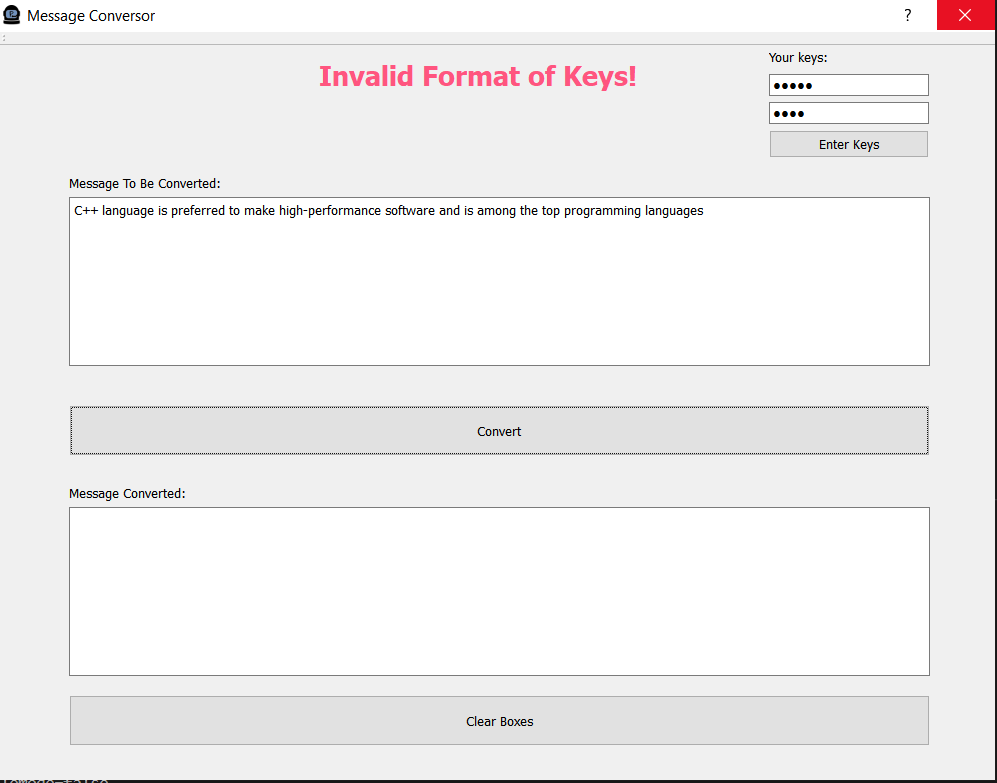 Message Conversor
?
Your keys:
Invalid Format of Keys!
•••••
••••
Enter Keys
Message To Be Converted:
C++ language is preferred to make high-performance software and is among the top programming languages
Convert
Message Converted:
Clear Boxes